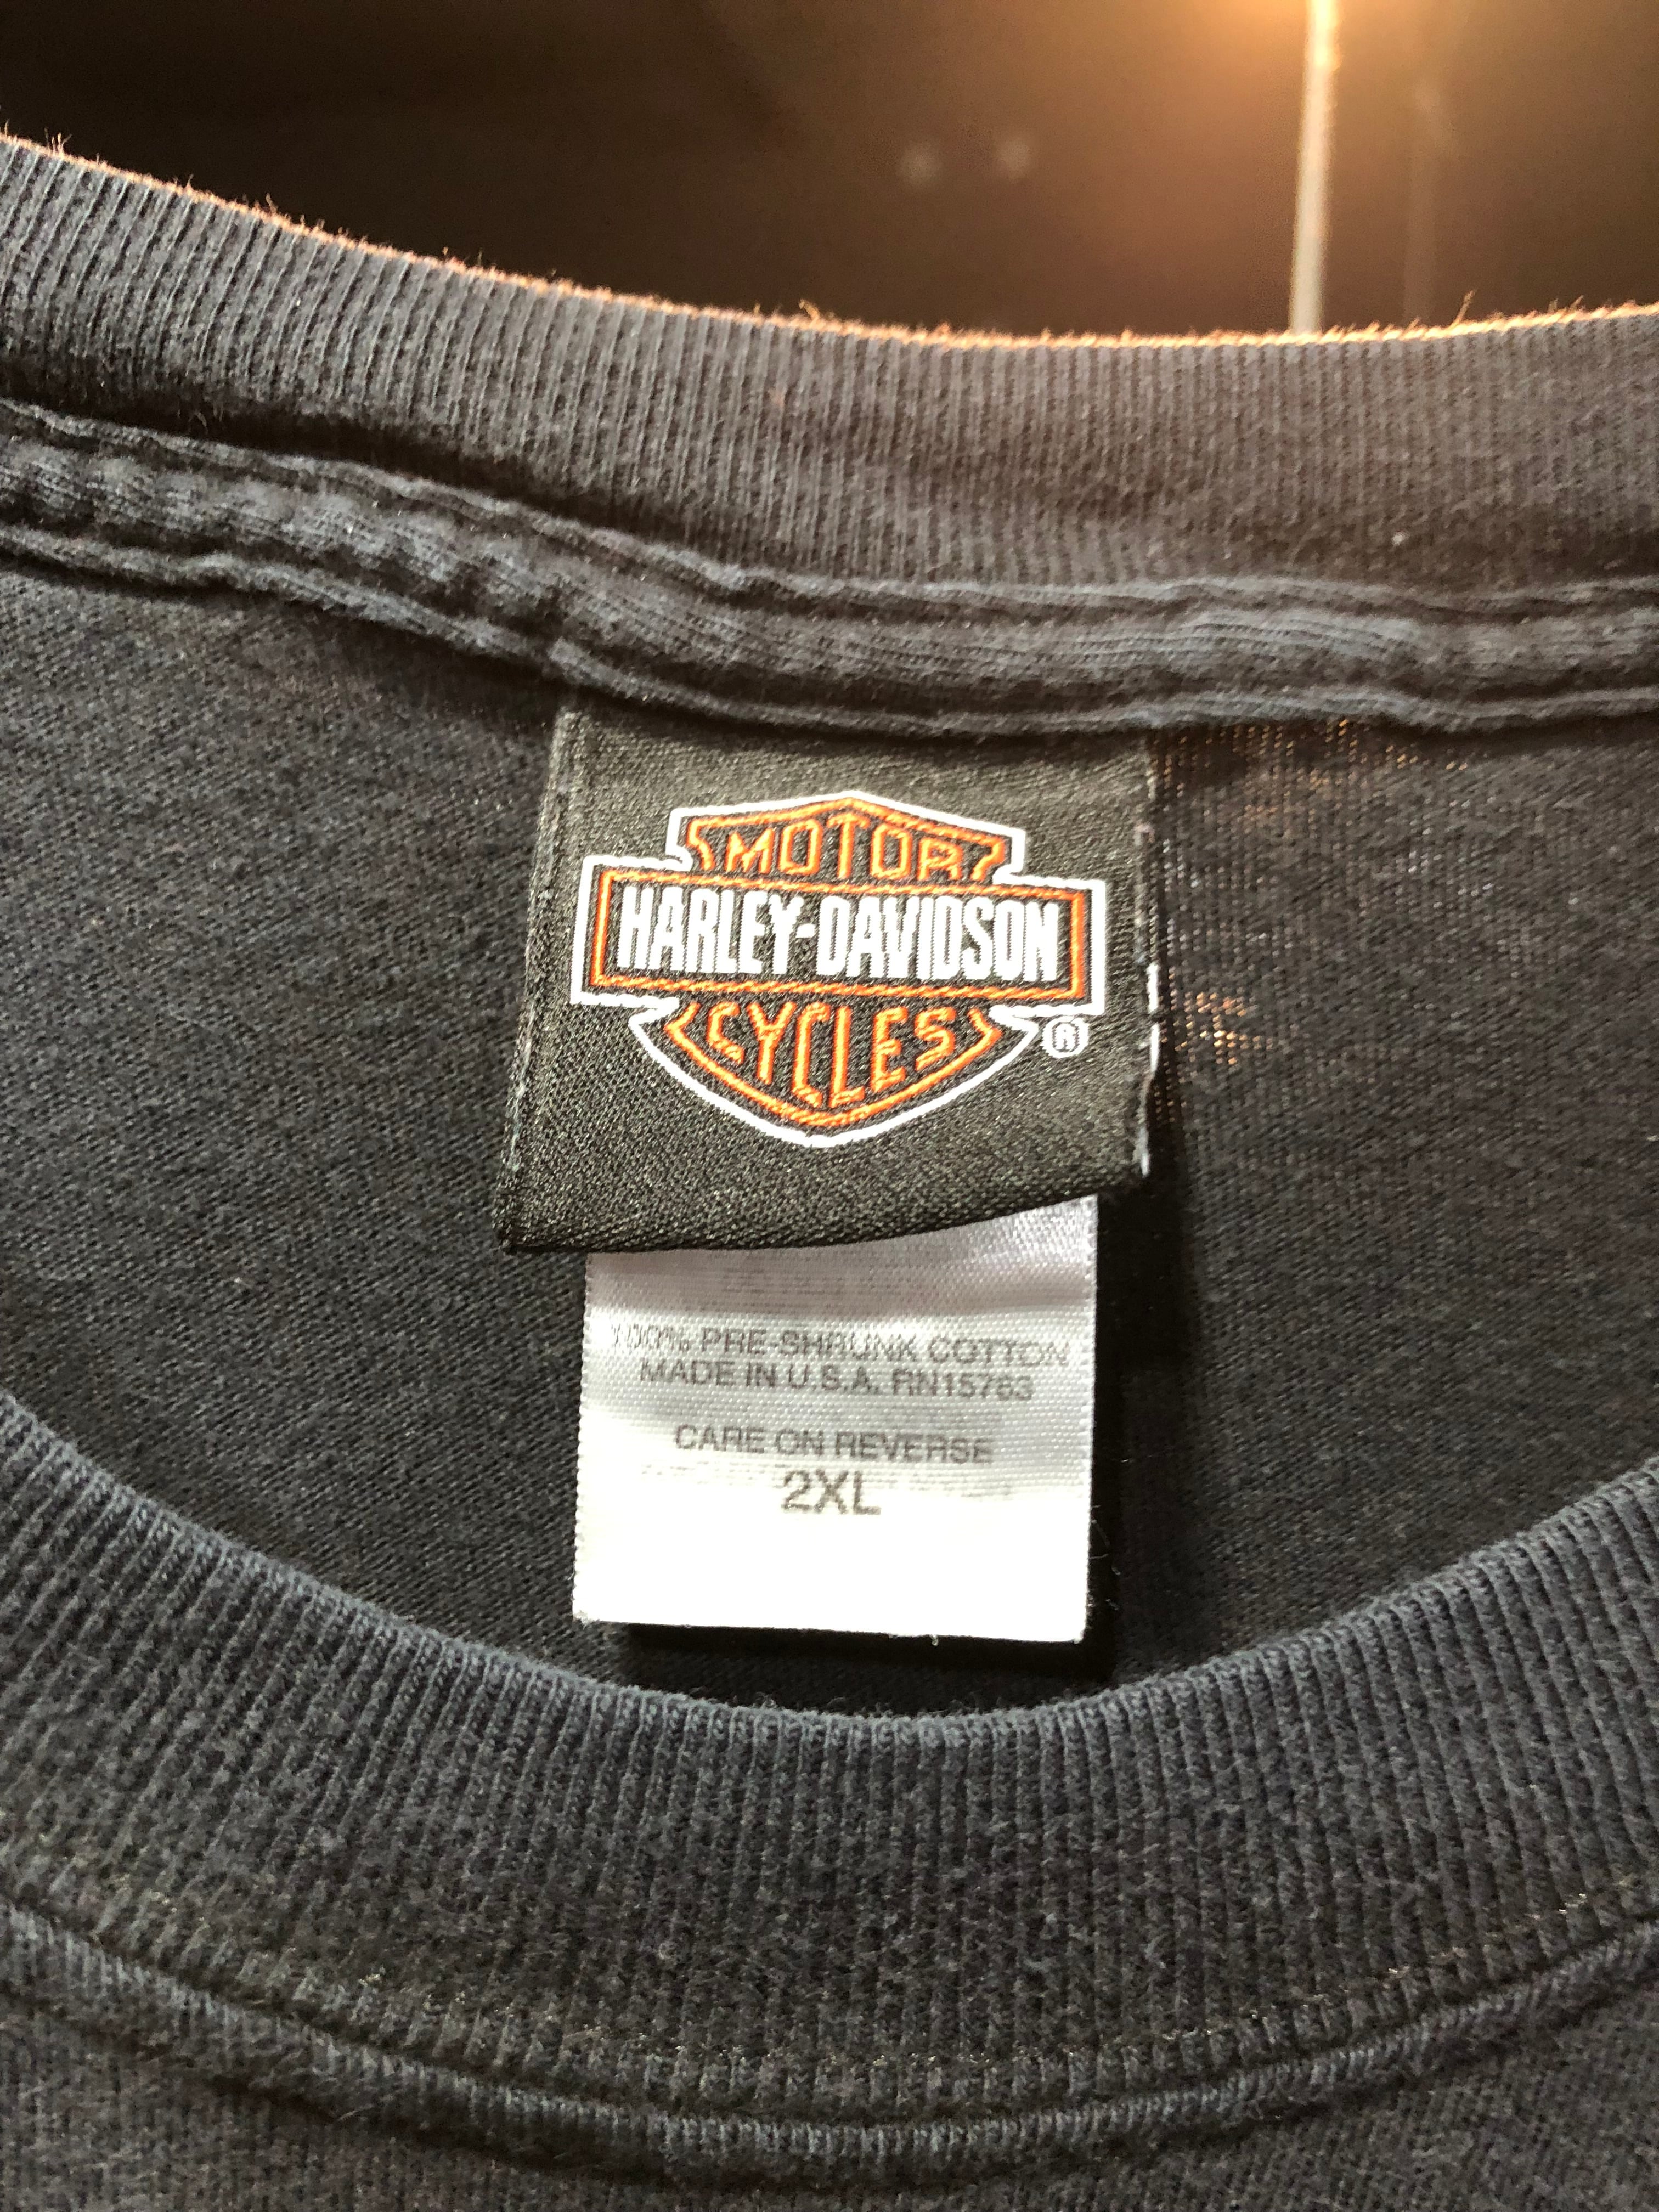 MOTOR
HARLEY-DAVIDSON
CYCLES
®
100% PRE-SHRUNK COTTON
MADE IN U.S.A. RN15763
CARE ON REVERSE
2XL